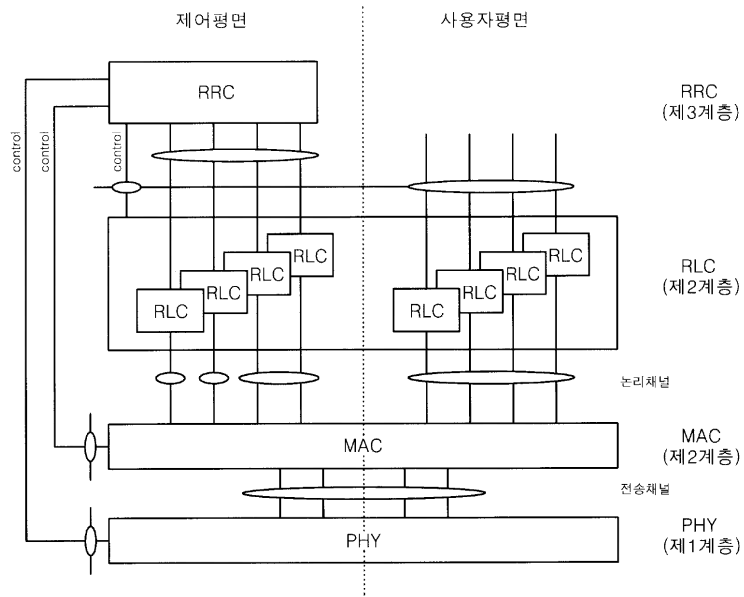 제어평면
사용자평면
RRC
RRC
(제3계층)
control
control
control
RLC
RLC
RLC
RLC
RLC
RLC
RLC
RLC
RLC
(제2계층)
논리채널
MAC
MAC
(제2계층)
전송채널
PHY
PHY
(제1계층)